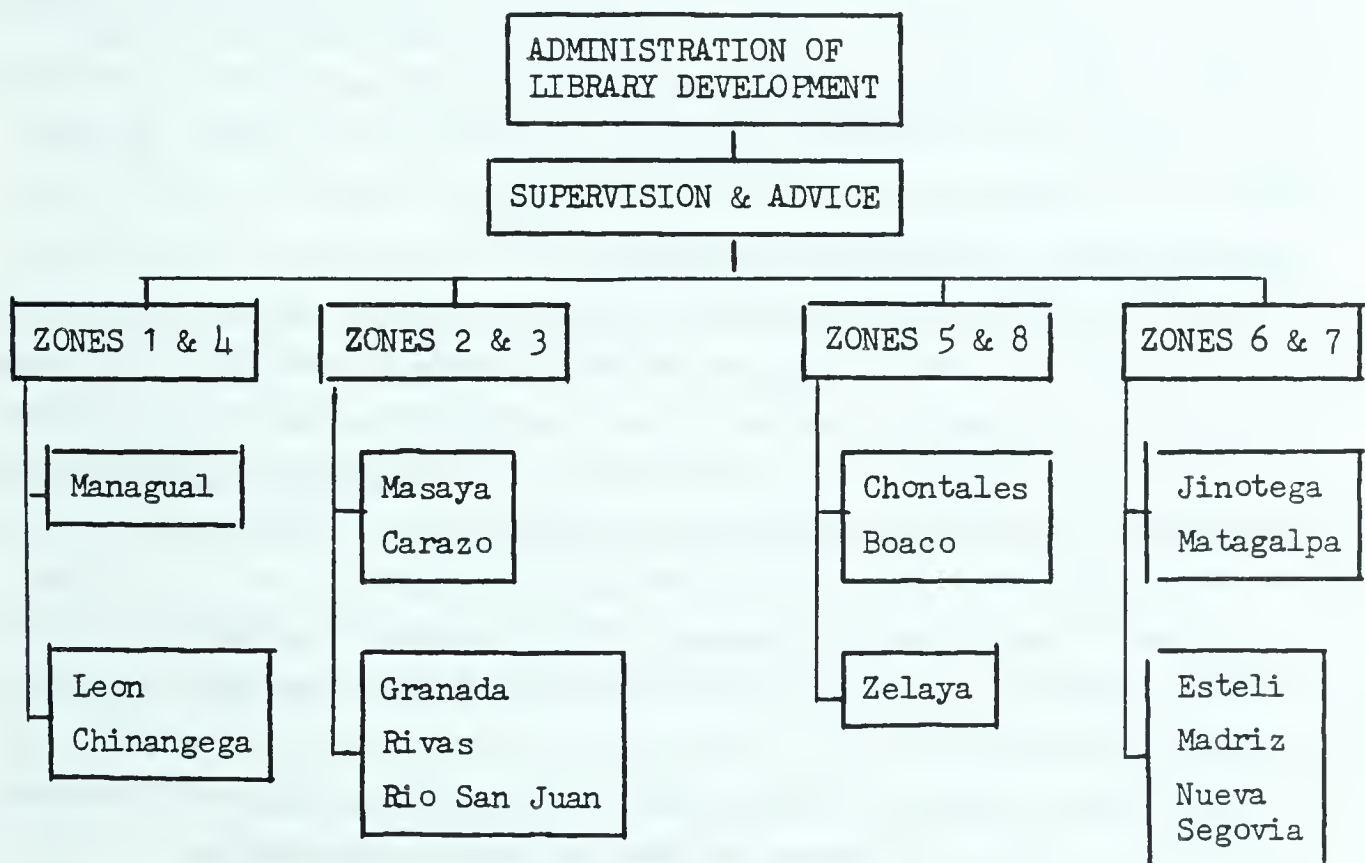 ADMINISTRATION OF
LIBRARY DEVELOPMENT
SUPERVISION & ADVICE
ZONES 1 & 4
ZONES 2 & 3
ZONES 5 & 8
ZONES 6 & 7
Managual
Masaya
Carazo
Chontales
Boaco
Jinotega
Matagalpa
Leon
Chinangega
Granada
Rivas
Rio San Juan
Zelaya
Esteli
Madriz
Nueva
Segovia